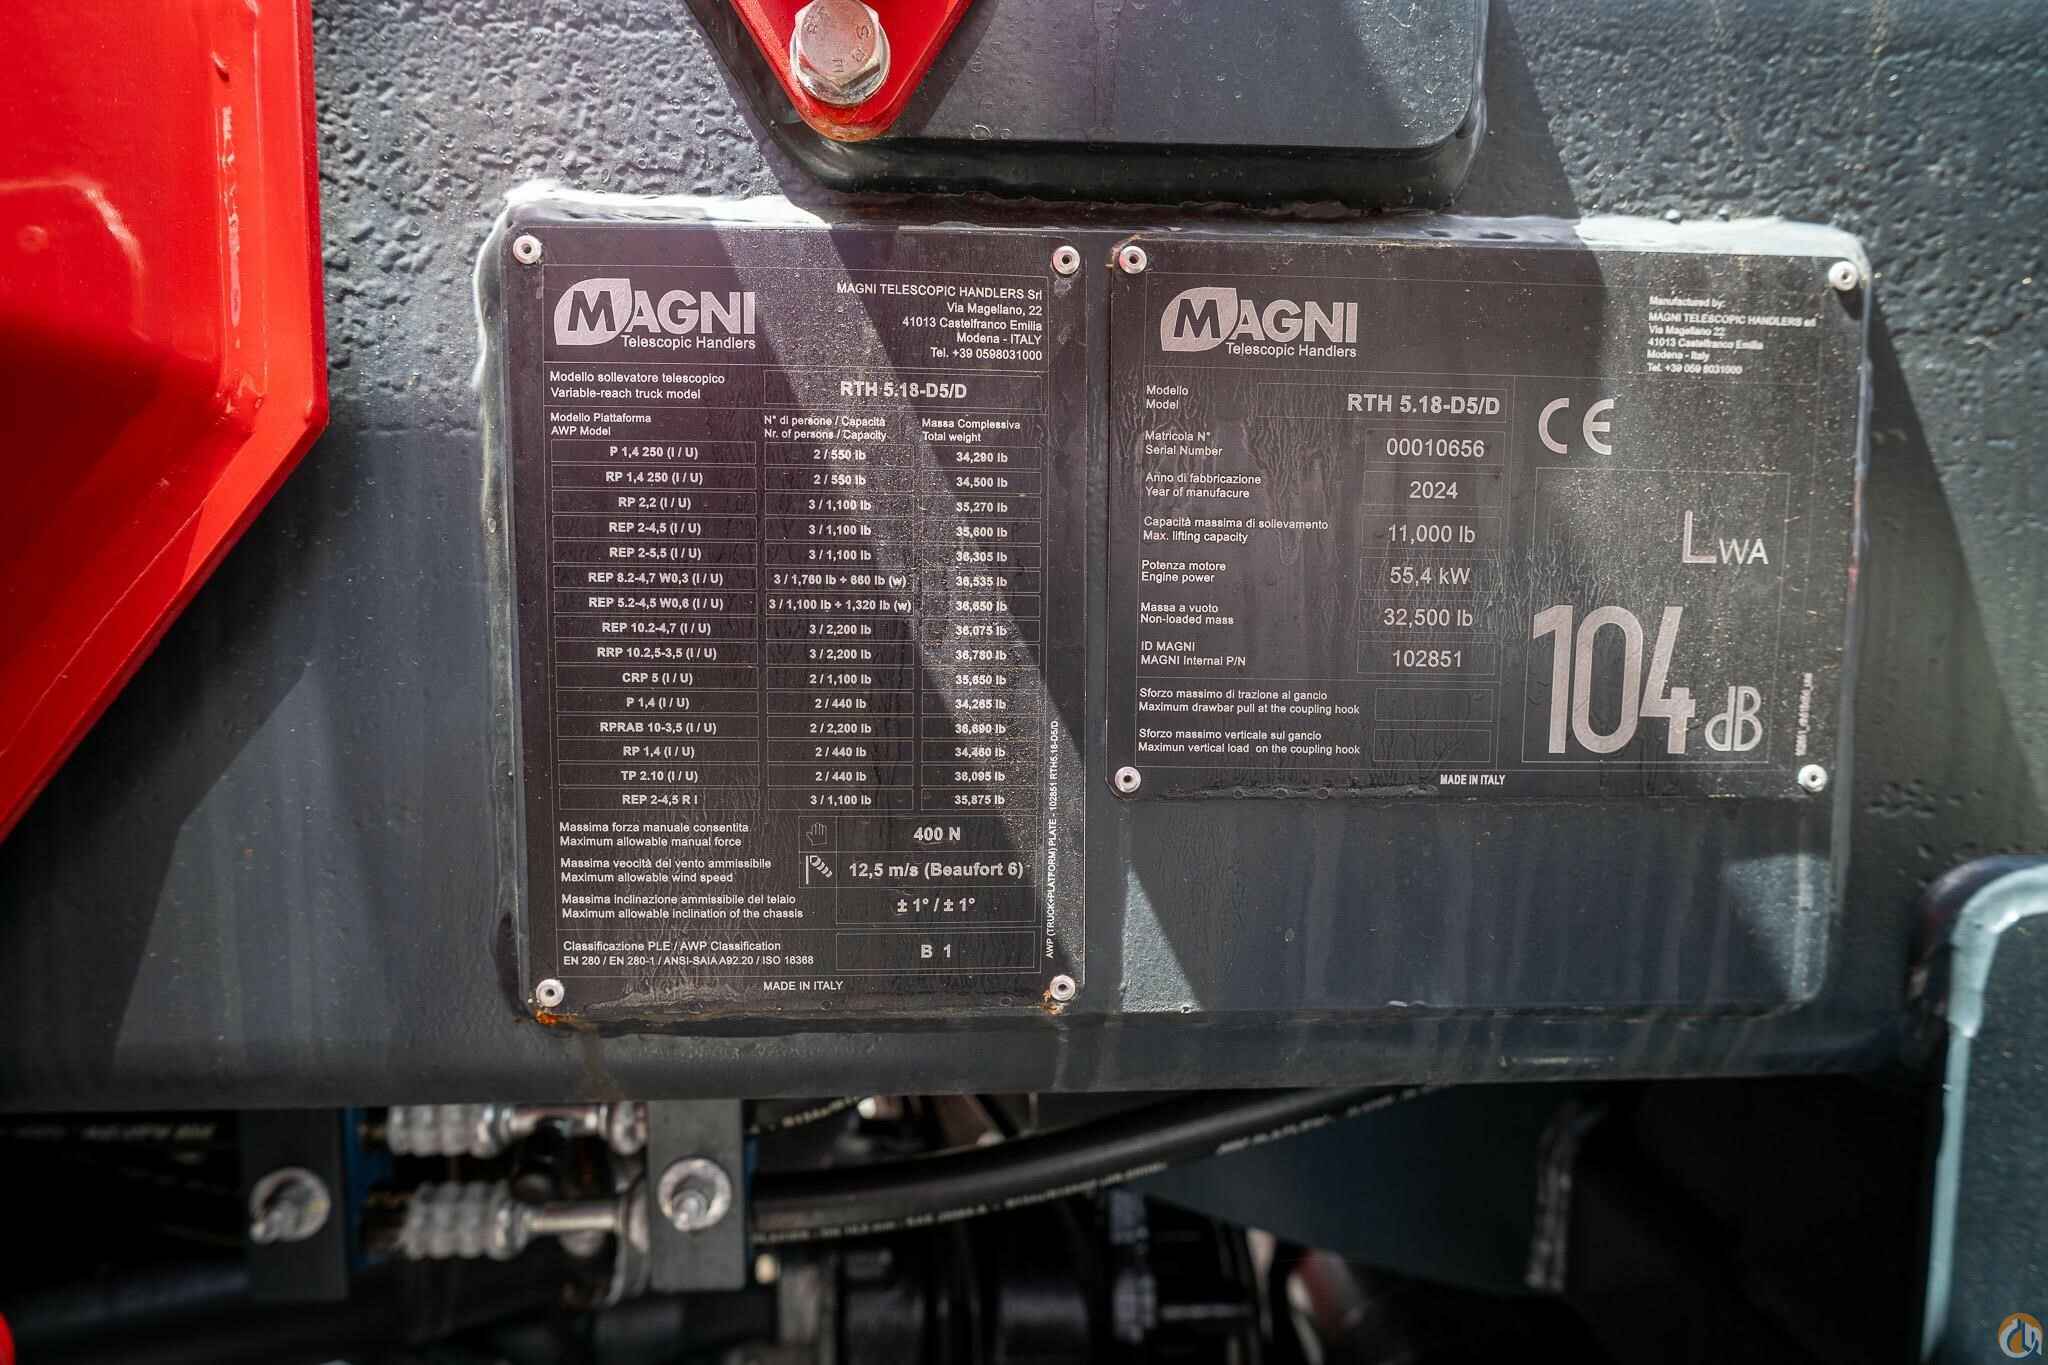 MAGNI
Telescopic Handlers
MAGNI TELESCOPIC HANDLERS Srl
Via Magellano, 22
41013 Castelfranco Emilia
Modena - ITALY
Tel. +39 0598031000
Modello sollevatore telescopico
Variable-reach truck model
RTH 5.18-D5/D
Modello Piattaforma
AWP Model
N° di persone / Capacità
Nr. of persons / Capacity
Massa Complessiva
Total weight
P 1,4 250 (I / U) 2 / 550 lb 34,290 lb
RP 1,4 250 (I / U) 2 / 550 lb 34,500 lb
RP 2,2 (I / U) 3 / 1,100 lb 35,270 lb
REP 2-4,5 (I / U) 3 / 1,100 lb 35,600 lb
REP 2-5,5 (I / U) 3 / 1,100 lb 36,305 lb
REP 8.2-4,7 W0,3 (I / U) 3 / 1,760 lb + 660 lb (w) 36,535 lb
REP 5.2-4,5 W0,6 (I / U) 3 / 1,100 lb + 1,320 lb (w) 36,650 lb
REP 10.2-4,7 (I / U) 3 / 2,200 lb 36,075 lb
RRP 10.2,5-3,5 (I / U) 3 / 2,200 lb 36,780 lb
CRP 5 (I / U) 2 / 1,100 lb 35,650 lb
P 1,4 (I / U) 2 / 440 lb 34,265 lb
RPRAB 10-3,5 (I / U) 2 / 2,200 lb 36,690 lb
RP 1,4 (I / U) 2 / 440 lb 34,460 lb
TP 2.10 (I / U) 2 / 440 lb 36,095 lb
REP 2-4,5 R I 3 / 1,100 lb 35,875 lb
Massima forza manuale consentita
Maximum allowable manual force
400 N
Massima veocità del vento ammissibile
Maximum allowable wind speed
12,5 m/s (Beaufort 6)
Massima inclinazione ammissibile del telaio
Maximum allowable inclination of the chassis
± 1° / ± 1°
Classificazione PLE / AWP Classification
EN 280 / EN 280-1 / ANSI-SAIA A92.20 / ISO 18368
B 1
MADE IN ITALY
AWP (TRUCK+PLATFORM) PLATE - 102851 RTH5.18-D5/D
MAGNI
Telescopic Handlers
Manufactured by:
MAGNI TELESCOPIC HANDLERS srl
Via Magellano 22
41013 Castelfranco Emilia
Modena - Italy
Tel. +39 059 8031000
Modello
Model
RTH 5.18-D5/D
Matricola N°
Serial Number
00010656
Anno di fabbricazione
Year of manufacure
2024
Capacità massima di sollevamento
Max. lifting capacity
11,000 lb
Potenza motore
Engine power
55,4 kW
Massa a vuoto
Non-loaded mass
32,500 lb
ID MAGNI
MAGNI Internal P/N
102851
Sforzo massimo di trazione al gancio
Maximum drawbar pull at the coupling hook
Sforzo massimo verticale sul gancio
Maximun vertical load on the coupling hook
CE
LWA
104 dB
MADE IN ITALY